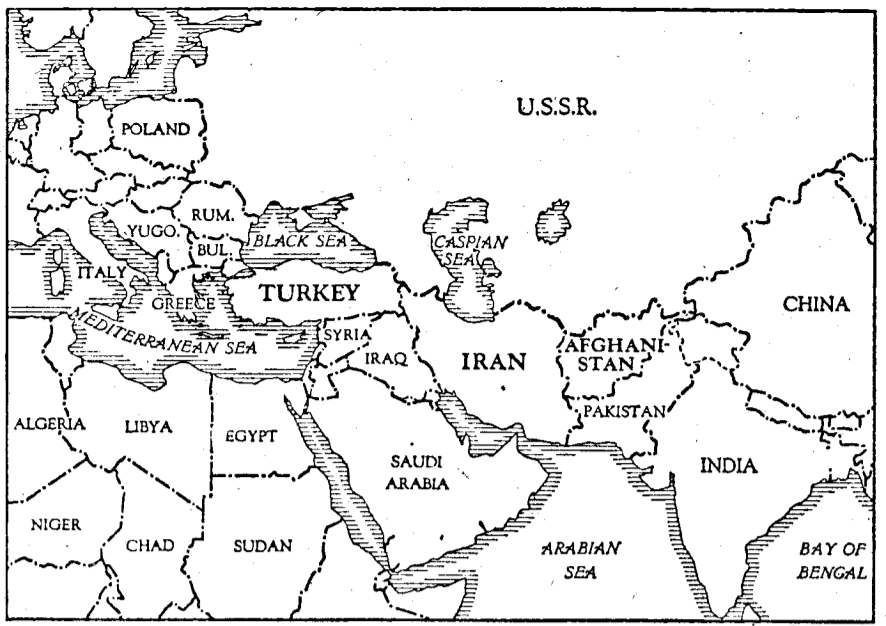 U.S.S.R.
POLAND
RUM.
YUGO.
BUL.
BLACK SEA
CASPIAN
SEA
ITALY
GREECE
TURKEY
CHINA
MEDITERRANEAN SEA
SYRIA
IRAQ
IRAN
AFGHANI-
STAN
PAKISTAN
ALGERIA
LIBYA
EGYPT
SAUDI
ARABIA
INDIA
NIGER
CHAD
SUDAN
ARABIAN
SEA
BAY OF
BENGAL